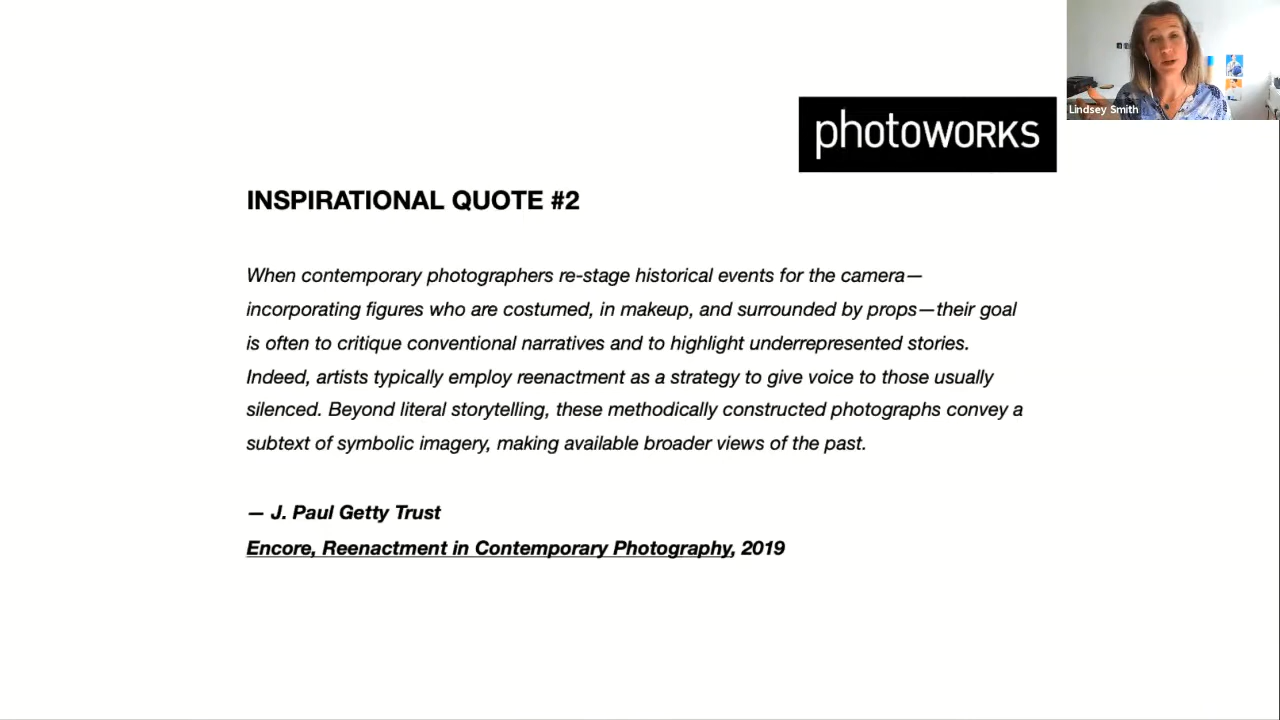 photoworks
Lindsey Smith
INSPIRATIONAL QUOTE #2
When contemporary photographers re-stage historical events for the camera—
incorporating figures who are costumed, in makeup, and surrounded by props—their goal
is often to critique conventional narratives and to highlight underrepresented stories.
Indeed, artists typically employ reenactment as a strategy to give voice to those usually
silenced. Beyond literal storytelling, these methodically constructed photographs convey a
subtext of symbolic imagery, making available broader views of the past.
— J. Paul Getty Trust
Encore, Reenactment in Contemporary Photography, 2019